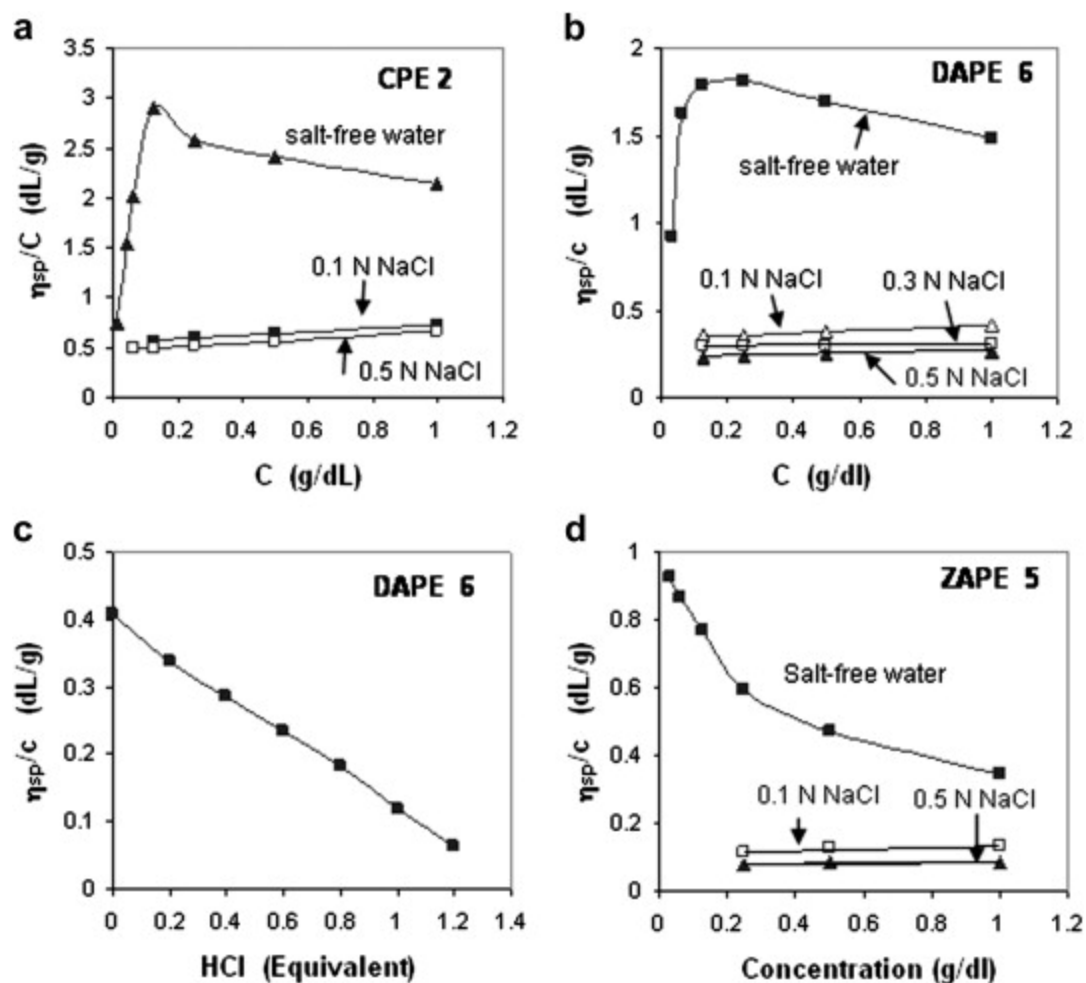 a
CPE 2
salt-free water
0.1 N NaCl
0.5 N NaCl
ηsp/C (dL/g)
3.5
3
2.5
2
1.5
1
0.5
0
0 0.2 0.4 0.6 0.8 1 1.2
C (g/dL)
b
DAPE 6
salt-free water
0.1 N NaCl
0.3 N NaCl
0.5 N NaCl
ηsp/c (dL/g)
2
1.5
1
0.5
0
0 0.2 0.4 0.6 0.8 1 1.2
C (g/dl)
c
DAPE 6
ηsp/c (dL/g)
0.5
0.4
0.3
0.2
0.1
0
0 0.2 0.4 0.6 0.8 1 1.2 1.4
HCl (Equivalent)
d
ZAPE 5
Salt-free water
0.1 N NaCl
0.5 N NaCl
ηsp/c (dL/g)
1
0.8
0.6
0.4
0.2
0
0 0.2 0.4 0.6 0.8 1 1.2
Concentration (g/dl)